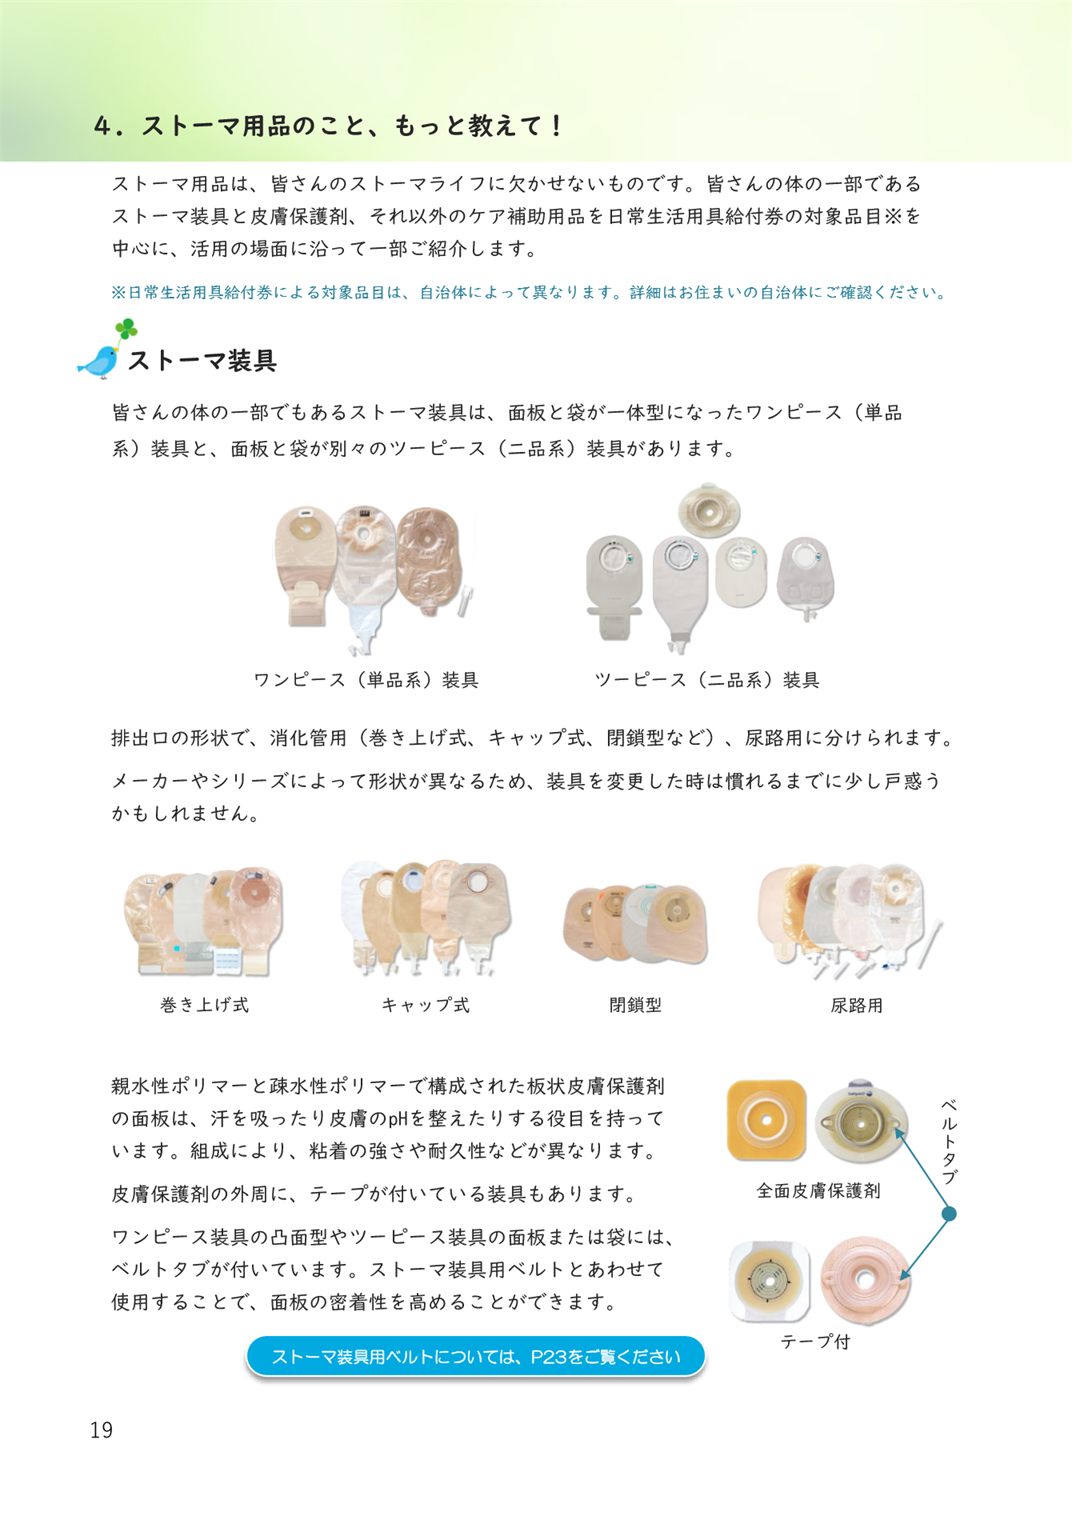 4．ストーマ用品のこと、もっと教えて！
ストーマ用品は、皆さんのストーマライフに欠かせないものです。皆さんの体の一部である
ストーマ装具と皮膚保護剤、それ以外のケア補助用品を日常生活用具給付券の対象品目※を
中心に、活用の場面に沿って一部ご紹介します。
※日常生活用具給付券による対象品目は、自治体によって異なります。詳細はお住まいの自治体にご確認ください。
ストーマ装具
皆さんの体の一部でもあるストーマ装具は、面板と袋が一体型になったワンピース（単品
系）装具と、面板と袋が別々のツーピース（二品系）装具があります。
ワンピース（単品系）装具
ツーピース（二品系）装具
排出口の形状で、消化管用（巻き上げ式、キャップ式、閉鎖型など）、尿路用に分けられます。
メーカーやシリーズによって形状が異なるため、装具を変更した時は慣れるまでに少し戸惑う
かもしれません。
巻き上げ式
キャップ式
閉鎖型
尿路用
親水性ポリマーと疎水性ポリマーで構成された板状皮膚保護剤
の面板は、汗を吸ったり皮膚のpHを整えたりする役目を持って
います。組成により、粘着の強さや耐久性などが異なります。
皮膚保護剤の外周に、テープが付いている装具もあります。
ワンピース装具の凸面型やツーピース装具の面板または袋には、
ベルトタブが付いています。ストーマ装具用ベルトとあわせて
使用することで、面板の密着性を高めることができます。
全面皮膚保護剤
ベルトタブ
テープ付
ストーマ装具用ベルトについては、P23をご覧ください
19